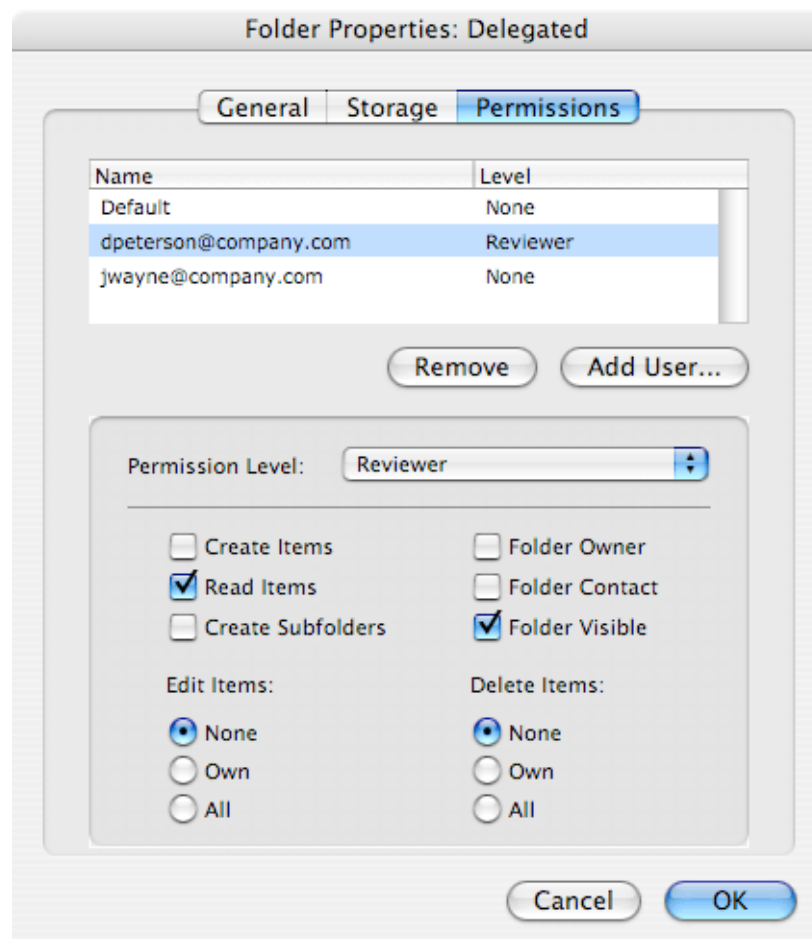 Folder Properties: Delegated
General Storage Permissions
Name Level
Default None
dpeterson@company.com Reviewer
jwayne@company.com None
Remove Add User...
Permission Level: Reviewer
Create Items Folder Owner
Read Items Folder Contact
Create Subfolders Folder Visible
Edit Items: Delete Items:
None None
Own Own
All All
Cancel OK